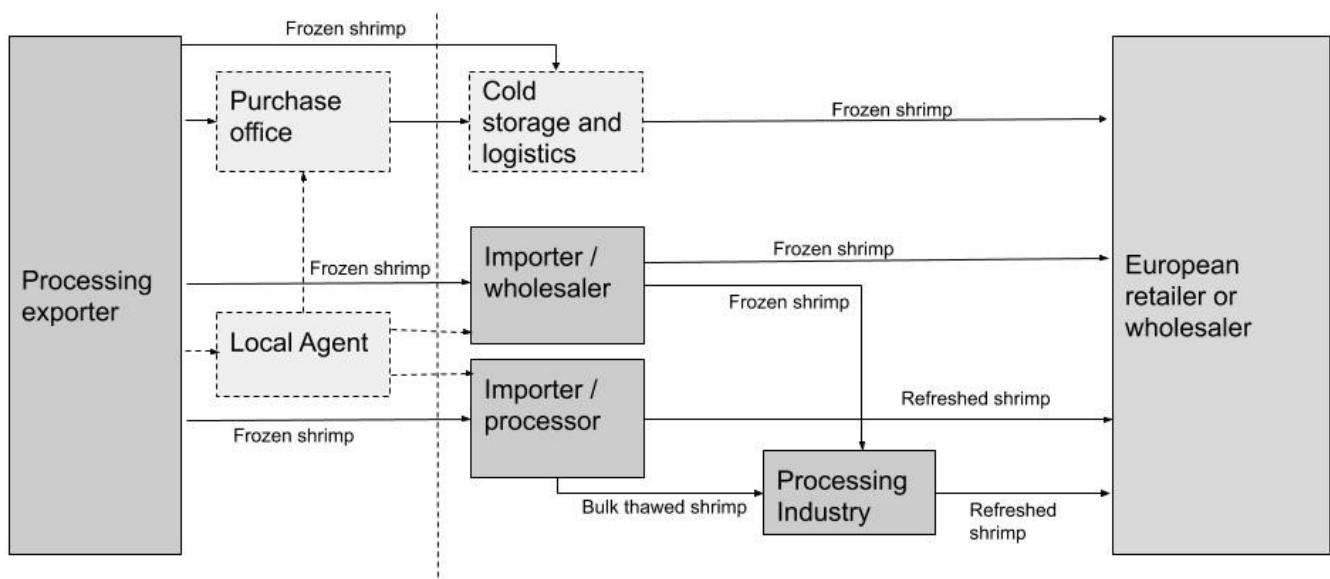 Frozen shrimp
Purchase
office
Cold
storage and
logistics
Frozen shrimp
Processing
exporter
Frozen shrimp
Importer /
wholesaler
Frozen shrimp
Frozen shrimp
European
retailer or
wholesaler
Local Agent
Importer /
processor
Refreshed shrimp
Frozen shrimp
Processing
Industry
Bulk thawed shrimp
Refreshed
shrimp